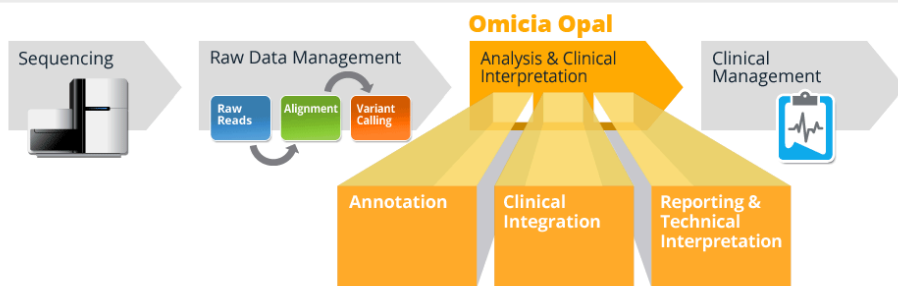 Omicia Opal
Sequencing
Raw Data Management
Analysis & Clinical
Interpretation
Clinical
Management
Raw
Reads
Alignment
Variant
Calling
Annotation
Clinical
Integration
Reporting &
Technical
Interpretation